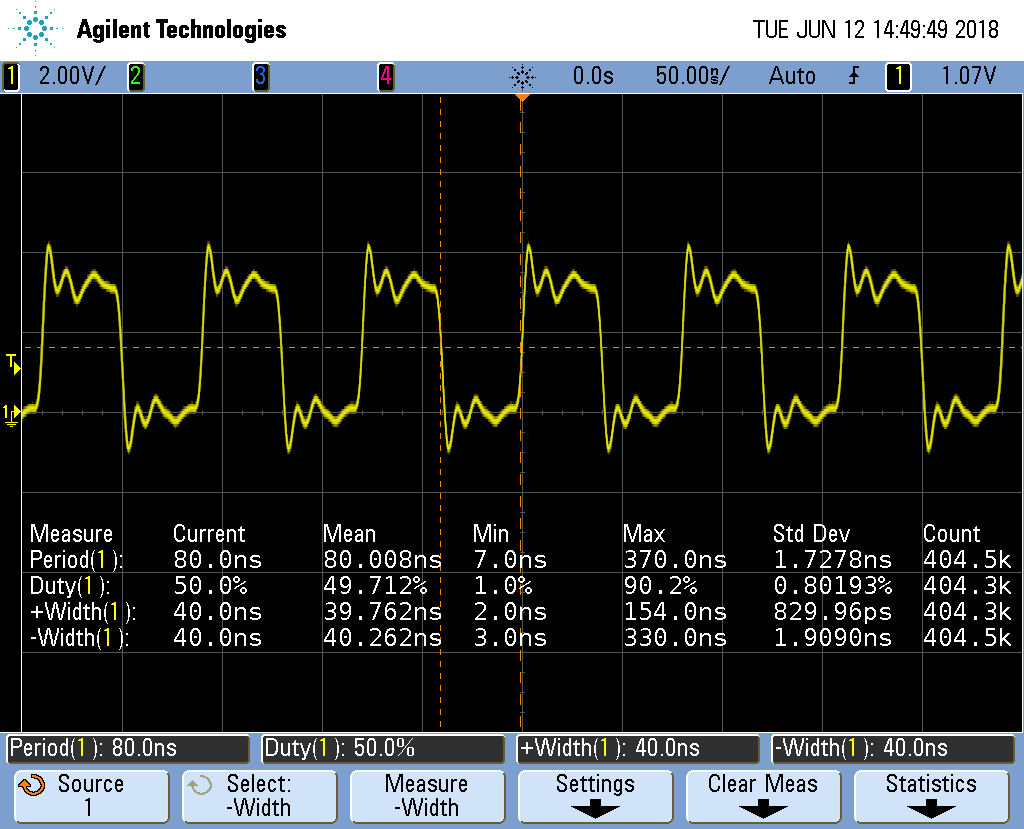 Agilent Technologies TUE JUN 12 14:49:49 2018
1 2.00V/ 2 3 4 0.0s 50.00ns/ Auto 1 1.07V
T
1
Measure Current Mean Min Max Std Dev Count
Period(1): 80.0ns 80.008ns 7.0ns 370.0ns 1.7278ns 404.5k
Duty(1): 50.0% 49.712% 1.0% 90.2% 0.80193% 404.3k
+Width(1): 40.0ns 39.762ns 2.0ns 154.0ns 829.96ps 404.3k
-Width(1): 40.0ns 40.262ns 3.0ns 330.0ns 1.9090ns 404.5k
Period(1): 80.0ns Duty(1): 50.0% +Width(1): 40.0ns -Width(1): 40.0ns
Source Select: Measure Settings Clear Meas Statistics
1 -Width -Width